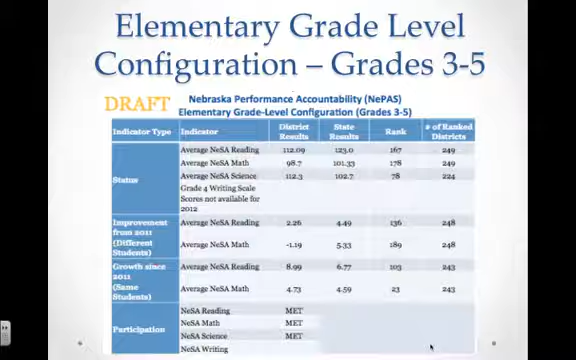 Elementary Grade Level
Configuration – Grades 3-5
DRAFT
Nebraska Performance Accountability (NePAS)
Elementary Grade-Level Configuration (Grades 3-5)
Indicator Type Indicator District Results State Results Rank # of Ranked Districts
Status
Average NeSA Reading 112.09 123.0 167 249
Average NeSA Math 98.7 101.33 178 249
Average NeSA Science 112.3 102.7 78 224
Grade 4 Writing Scale
Scores not available for
2012
Improvement
from 2011
(Different
Students)
Average NeSA Reading 2.26 4.49 136 248
Average NeSA Math -1.19 5.33 189 248
Growth since
2011
(Same
Students)
Average NeSA Reading 8.99 6.77 103 243
Average NeSA Math 4.73 4.59 23 243
Participation
NeSA Reading MET
NeSA Math MET
NeSA Science MET
NeSA Writing